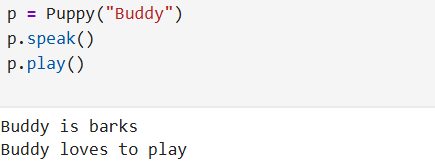 p = Puppy("Buddy")
p.speak()
p.play()
Buddy is barks
Buddy loves to play